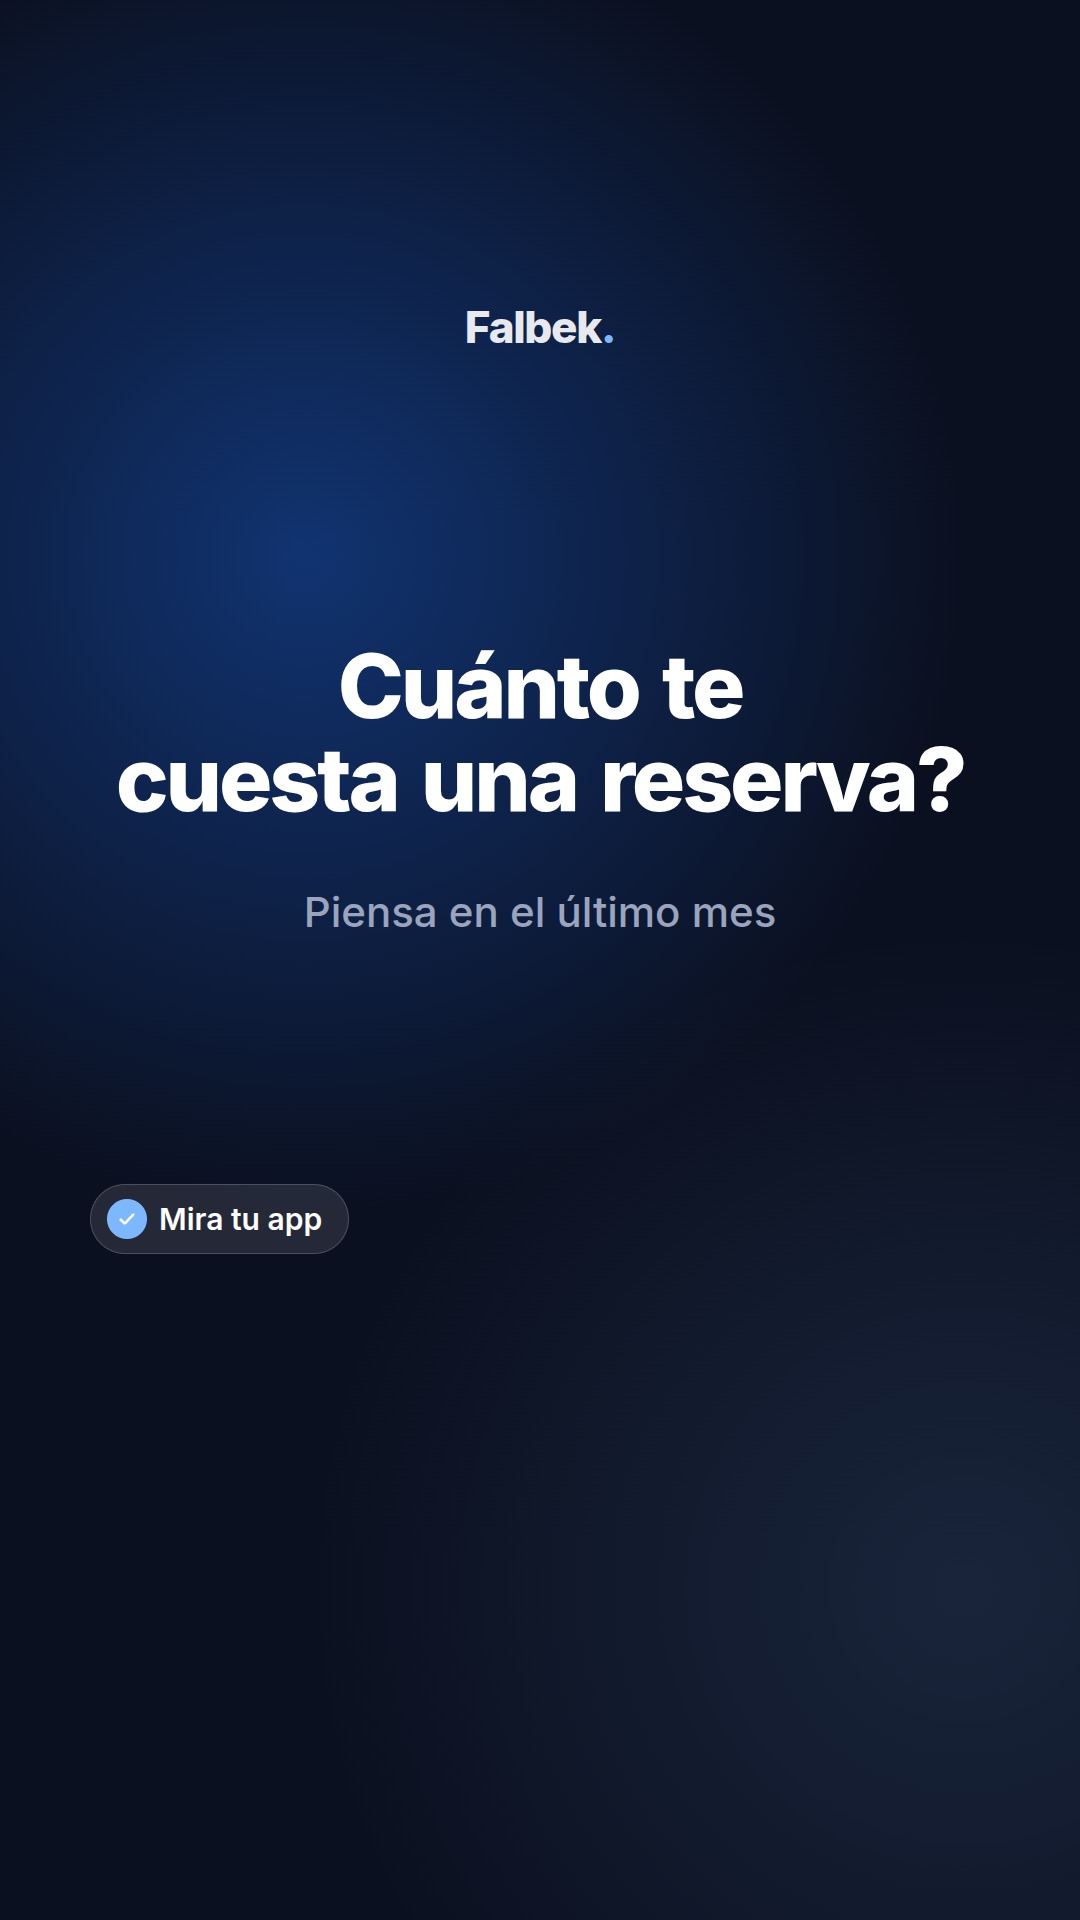 Falbek.
Cuánto te
cuesta una reserva?
Piensa en el último mes
Mira tu app